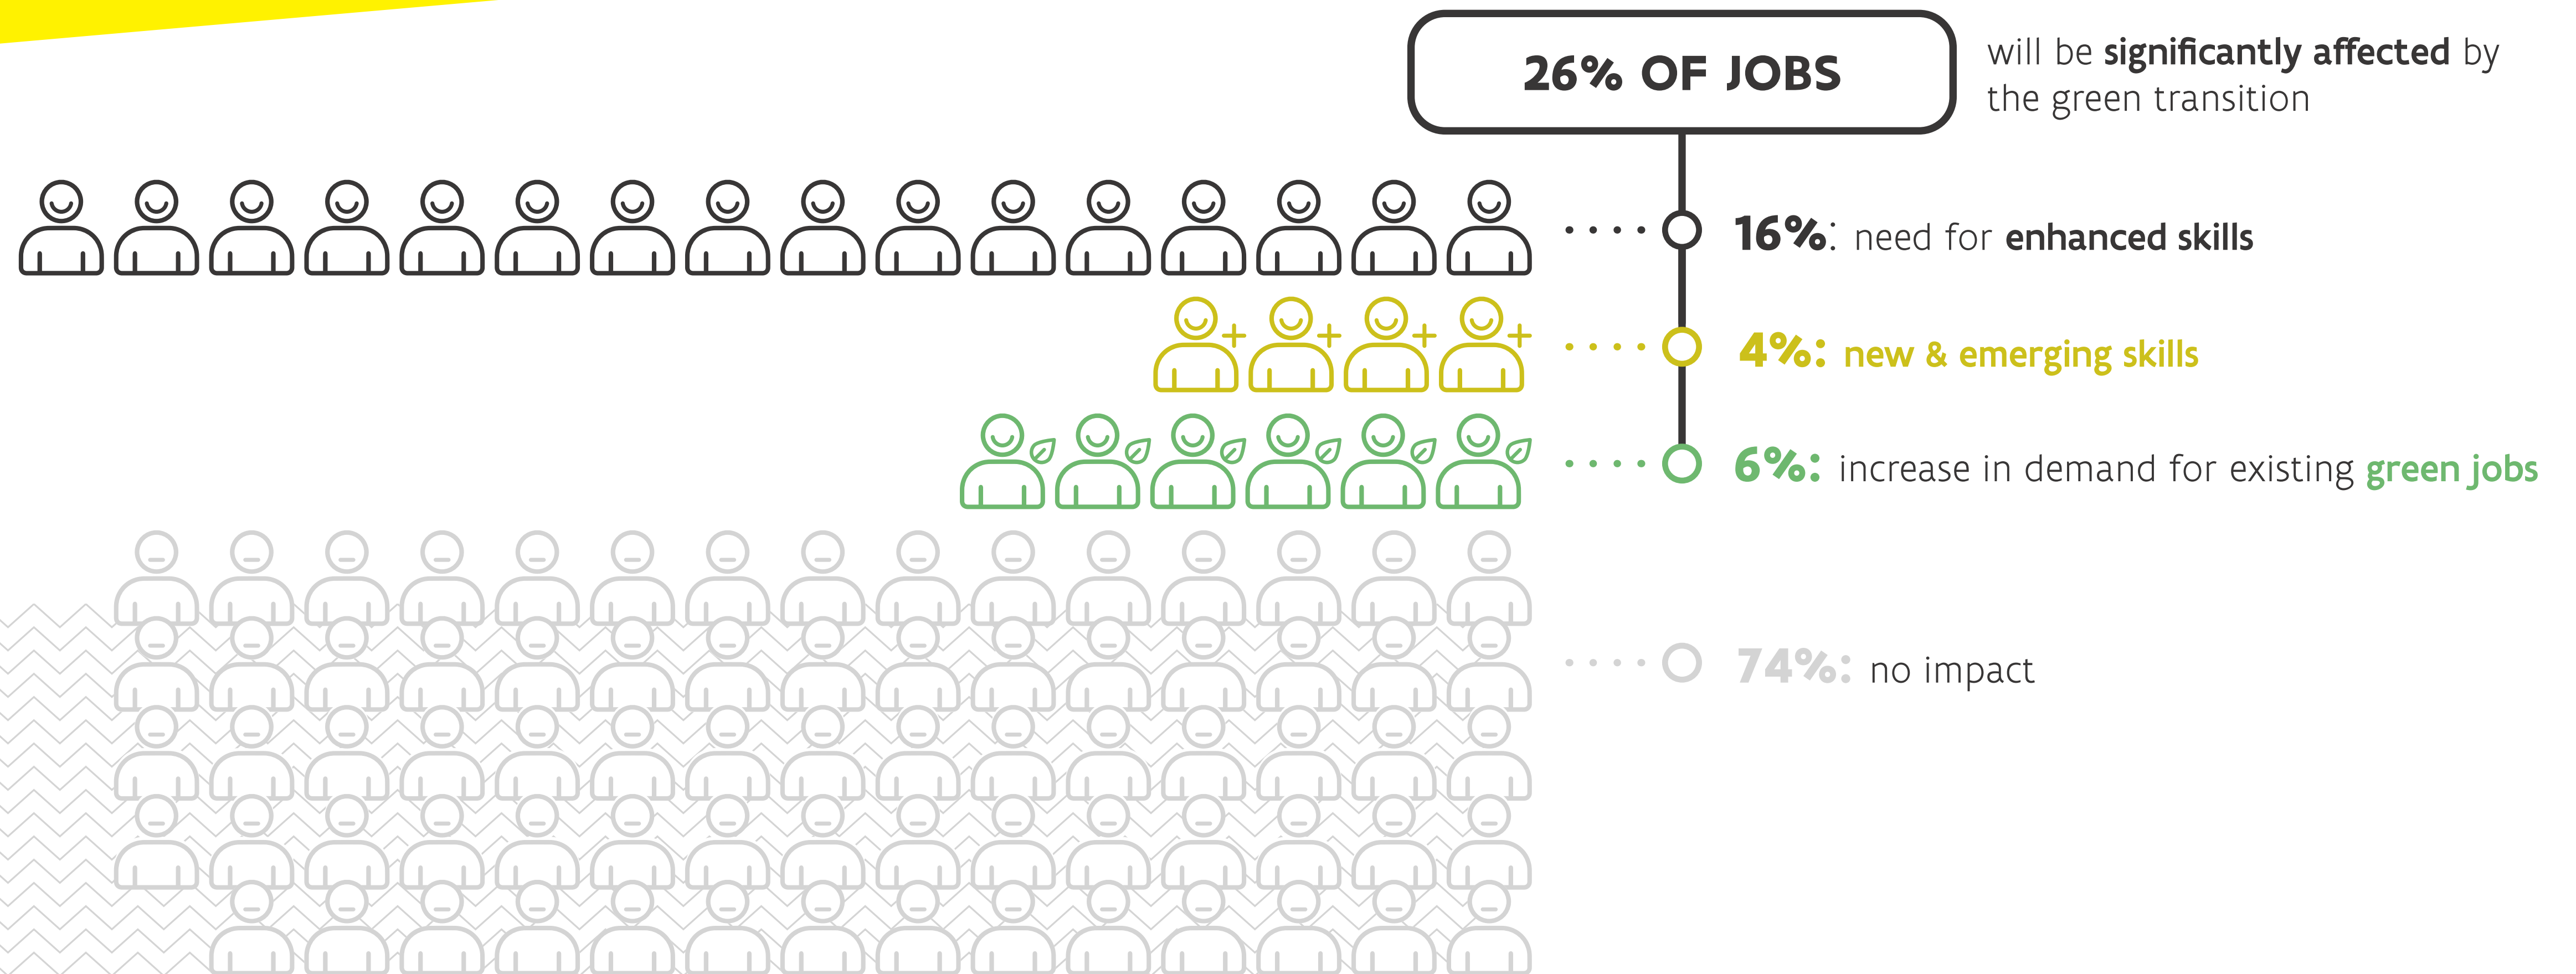 26% OF JOBS
will be significantly affected by
the green transition
16%: need for enhanced skills
4%: new & emerging skills
6%: increase in demand for existing green jobs
74%: no impact